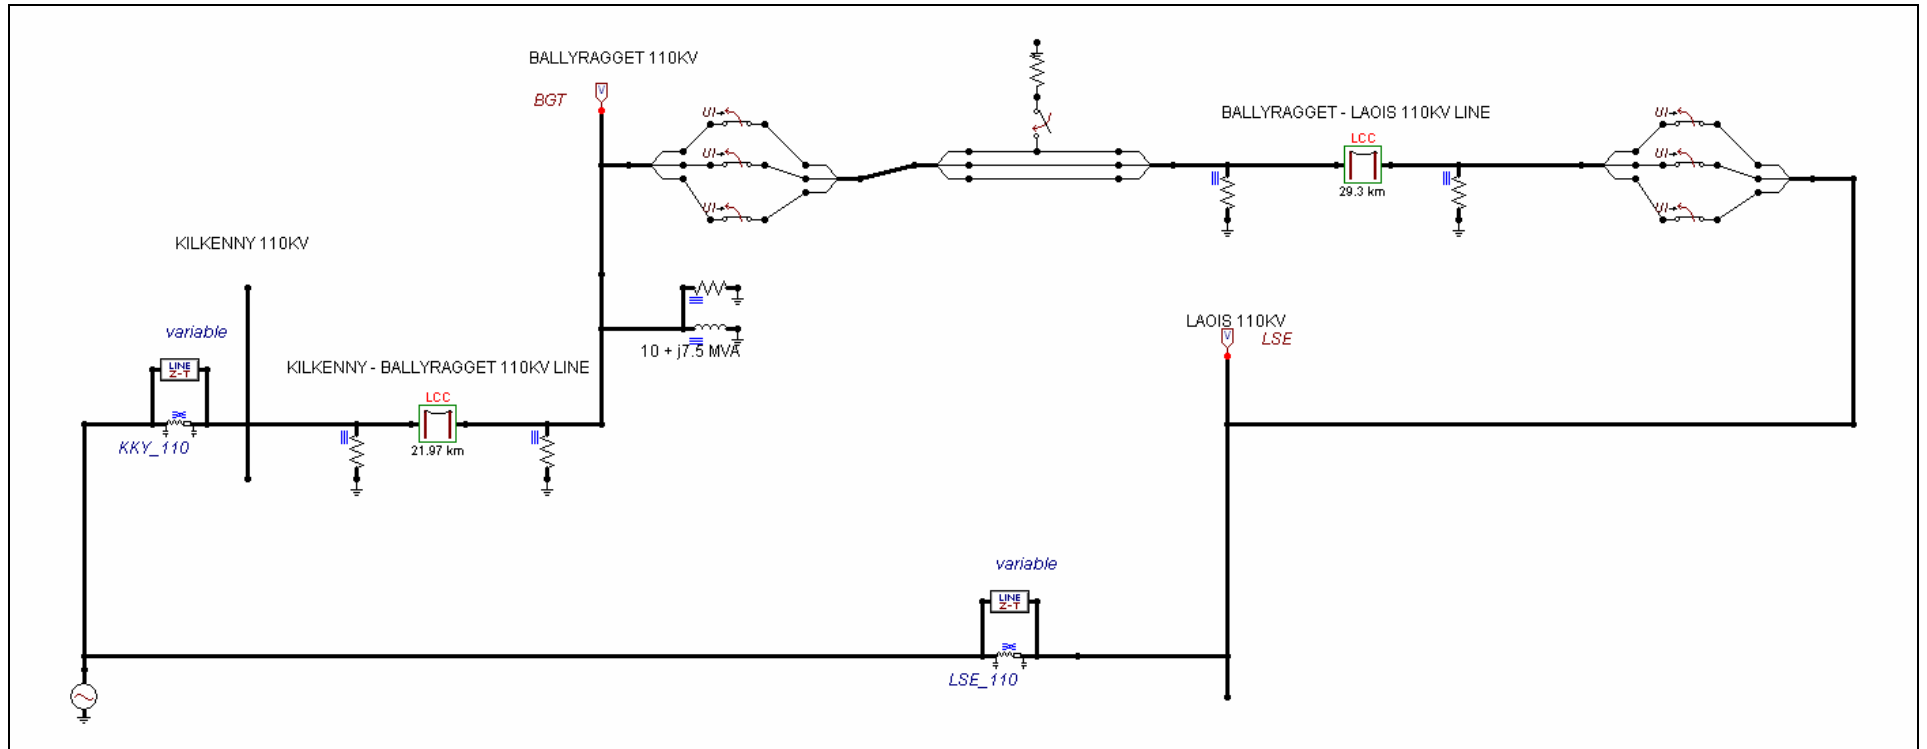 BALLYRAGGET 110KV
V
BGT
UI
UI
UI
BALLYRAGGET - LAOIS 110KV LINE
LCC
29.3 km
UI
UI
UI
KILKENNY 110KV
variable
LINE
Z-T
KKY_110
KILKENNY - BALLYRAGGET 110KV LINE
LCC
21.97 km
10 + j7.5 MVA
LAOIS 110KV
V
LSE
variable
LINE
Z-T
LSE_110